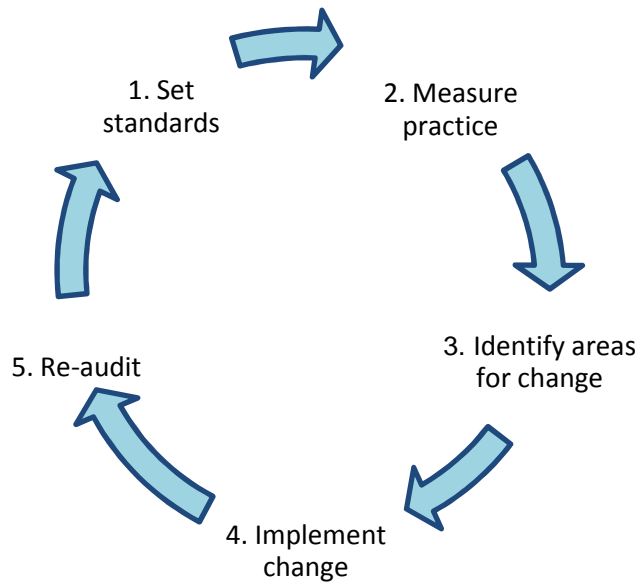 1. Set
standards
2. Measure
practice
3. Identify areas
for change
4. Implement
change
5. Re-audit